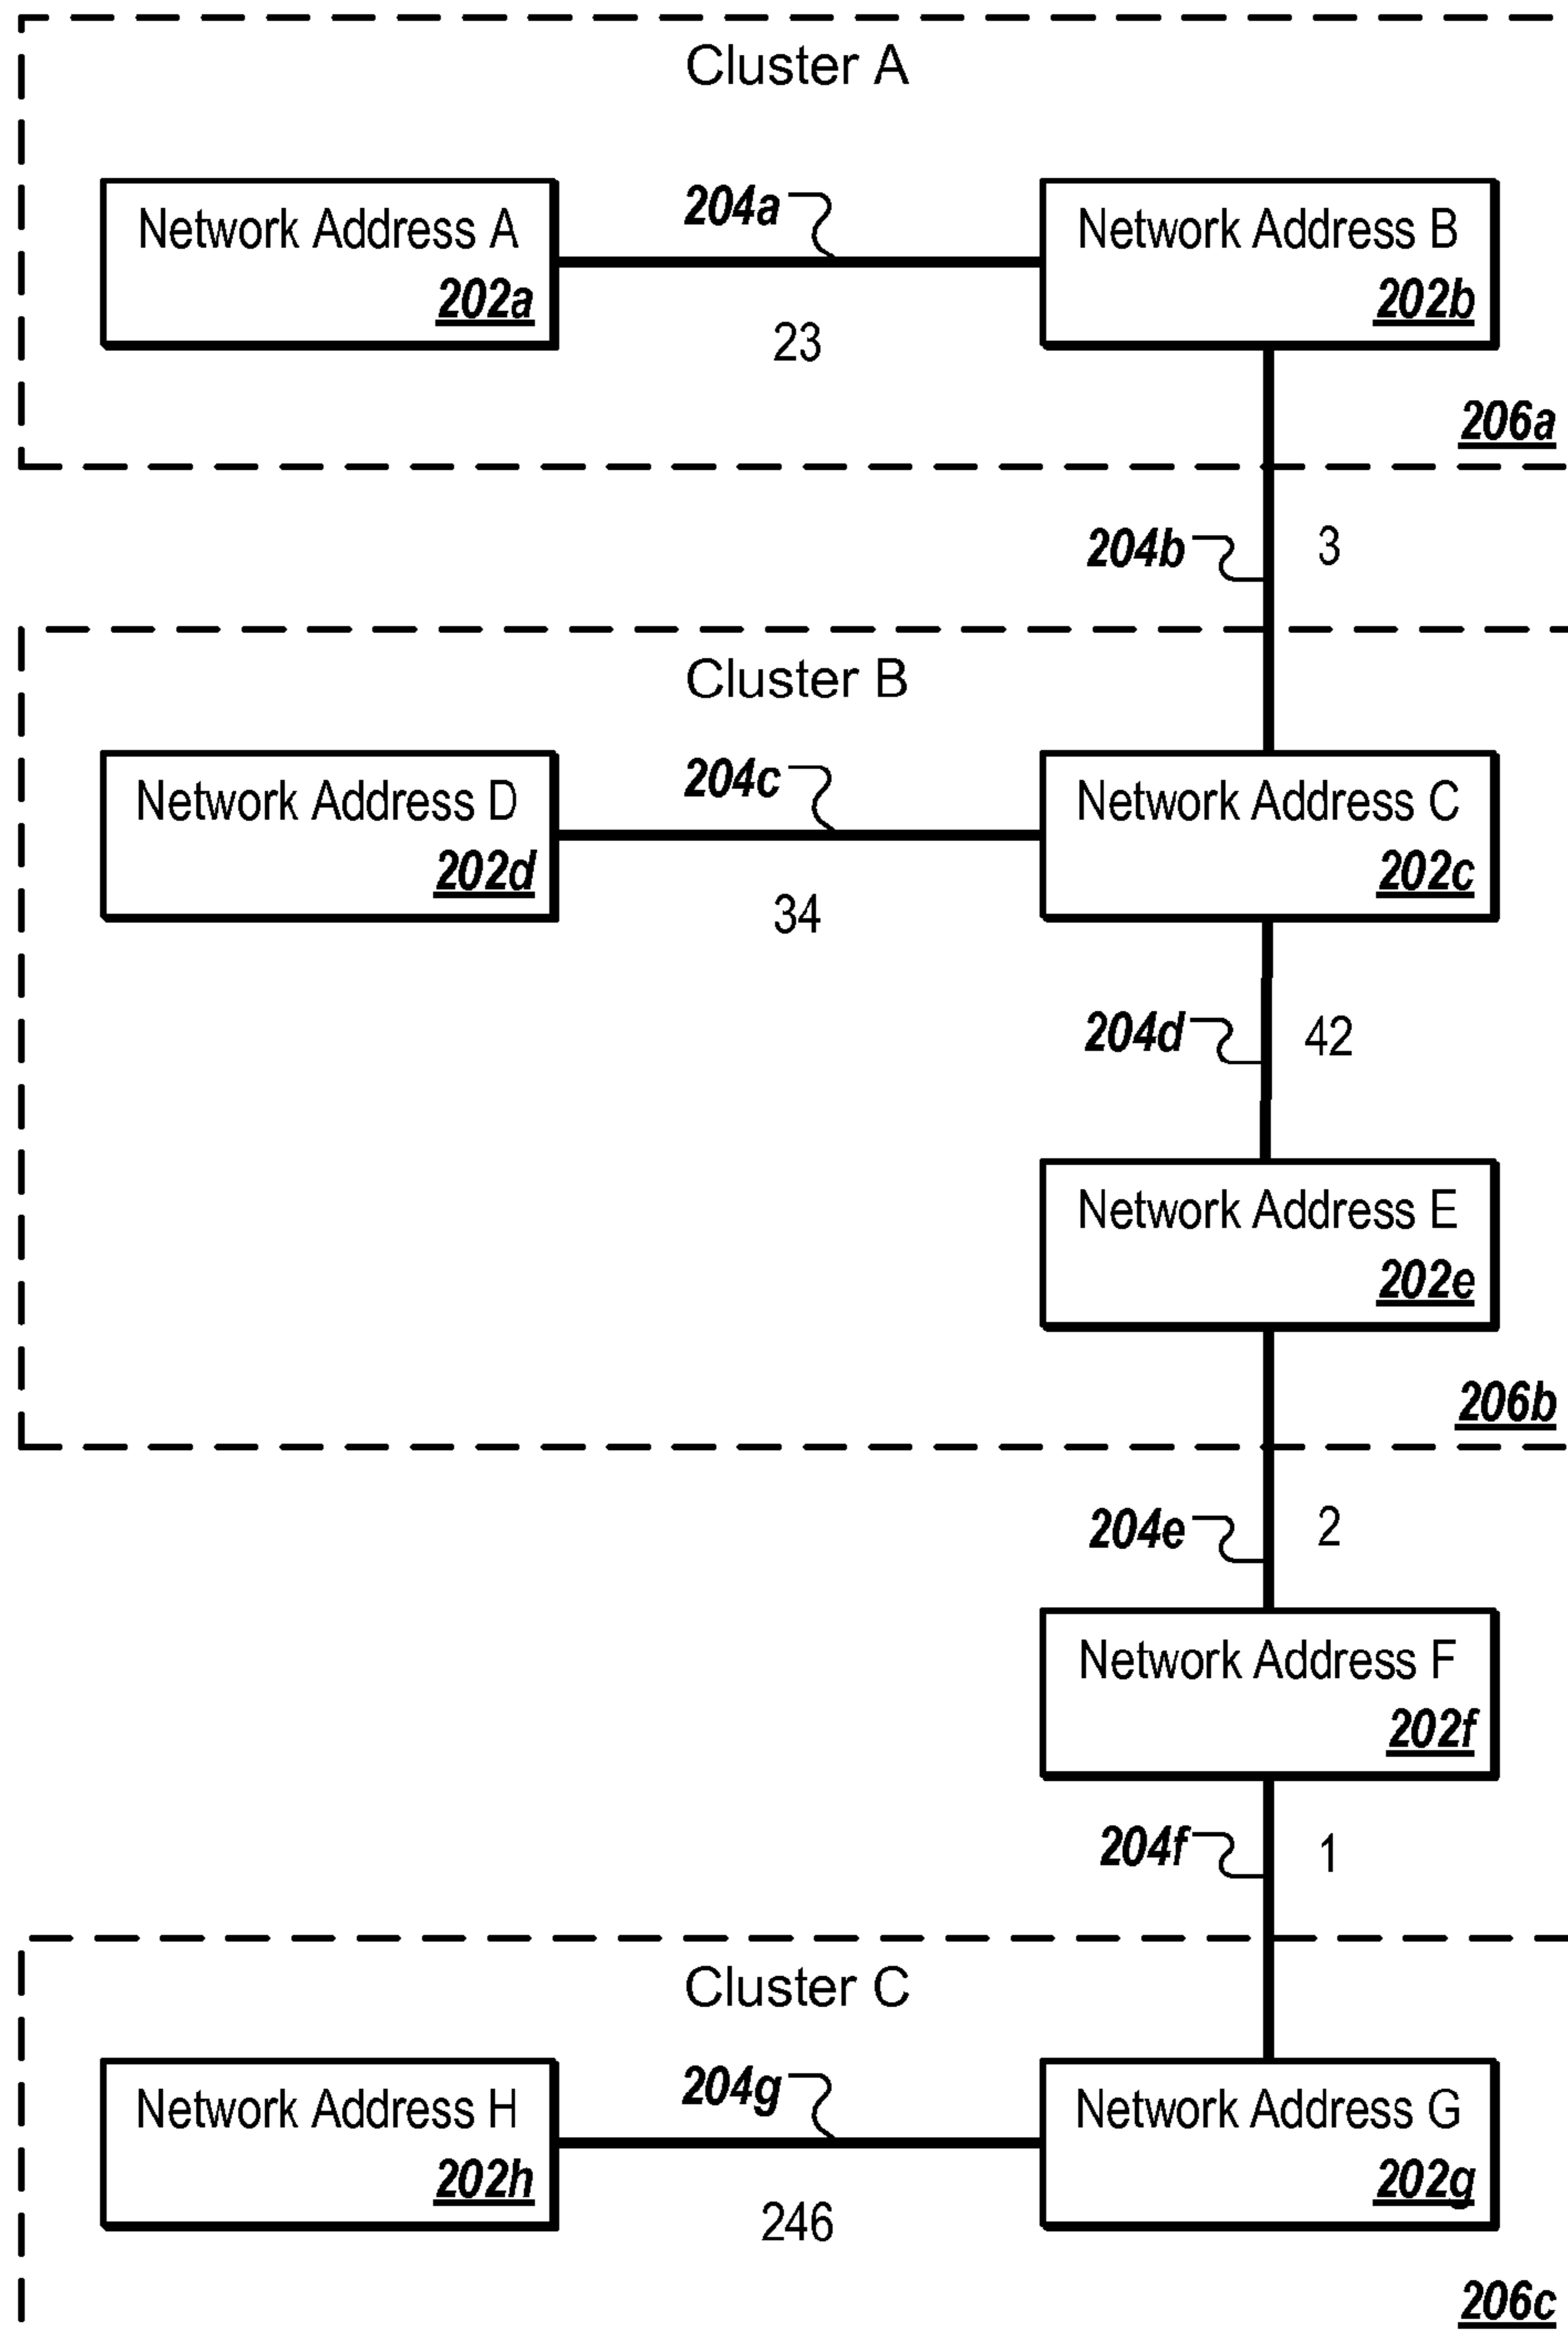 Cluster A
Network Address A
202a
204a
23
Network Address B
202b
206a
204b
3
Cluster B
Network Address D
202d
204c
34
Network Address C
202c
204d
42
Network Address E
202e
206b
204e
2
Network Address F
202f
204f
1
Cluster C
Network Address H
202h
204g
246
Network Address G
202g
206c